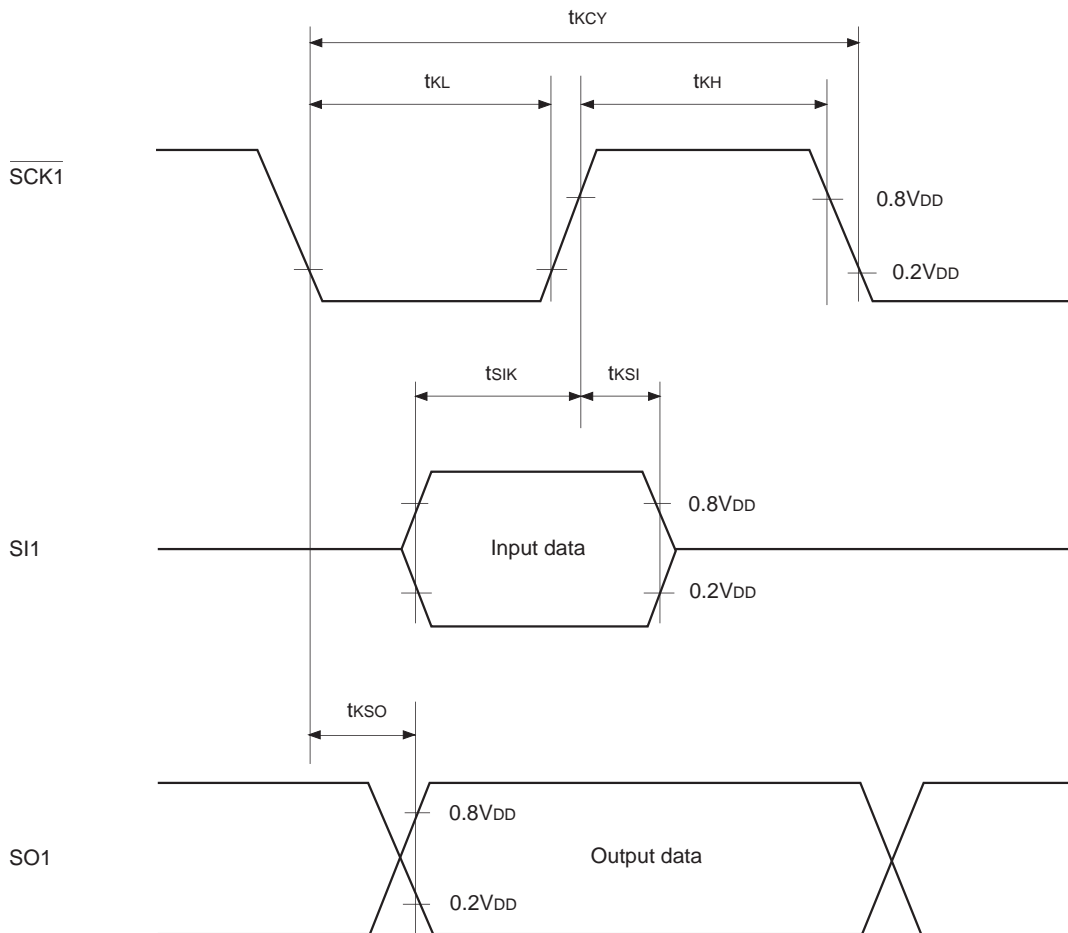 tKCY
tKL
tKH
SCK1
0.8VDD
0.2VDD
tSIK
tKSI
0.8VDD
SI1
Input data
0.2VDD
tKSO
0.8VDD
SO1
Output data
0.2VDD